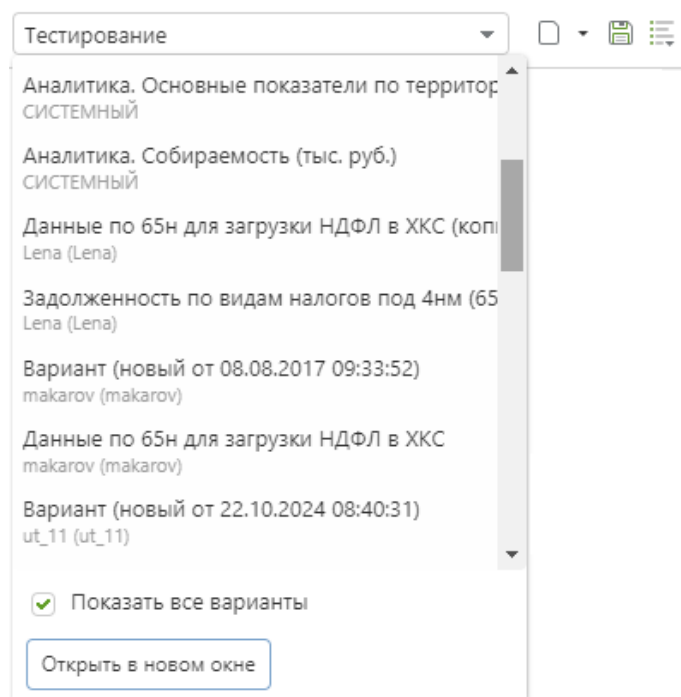 Тестирование
Аналитика. Основные показатели по территор
СИСТЕМНЫЙ
Аналитика. Собираемость (тыс. руб.)
СИСТЕМНЫЙ
Данные по 65н для загрузки НДФЛ в ХКС (копи
Lena (Lena)
Задолженность по видам налогов под 4нм (65
Lena (Lena)
Вариант (новый от 08.08.2017 09:33:52)
makarov (makarov)
Данные по 65н для загрузки НДФЛ в ХКС
makarov (makarov)
Вариант (новый от 22.10.2024 08:40:31)
ut_11 (ut_11)
Показать все варианты
Открыть в новом окне